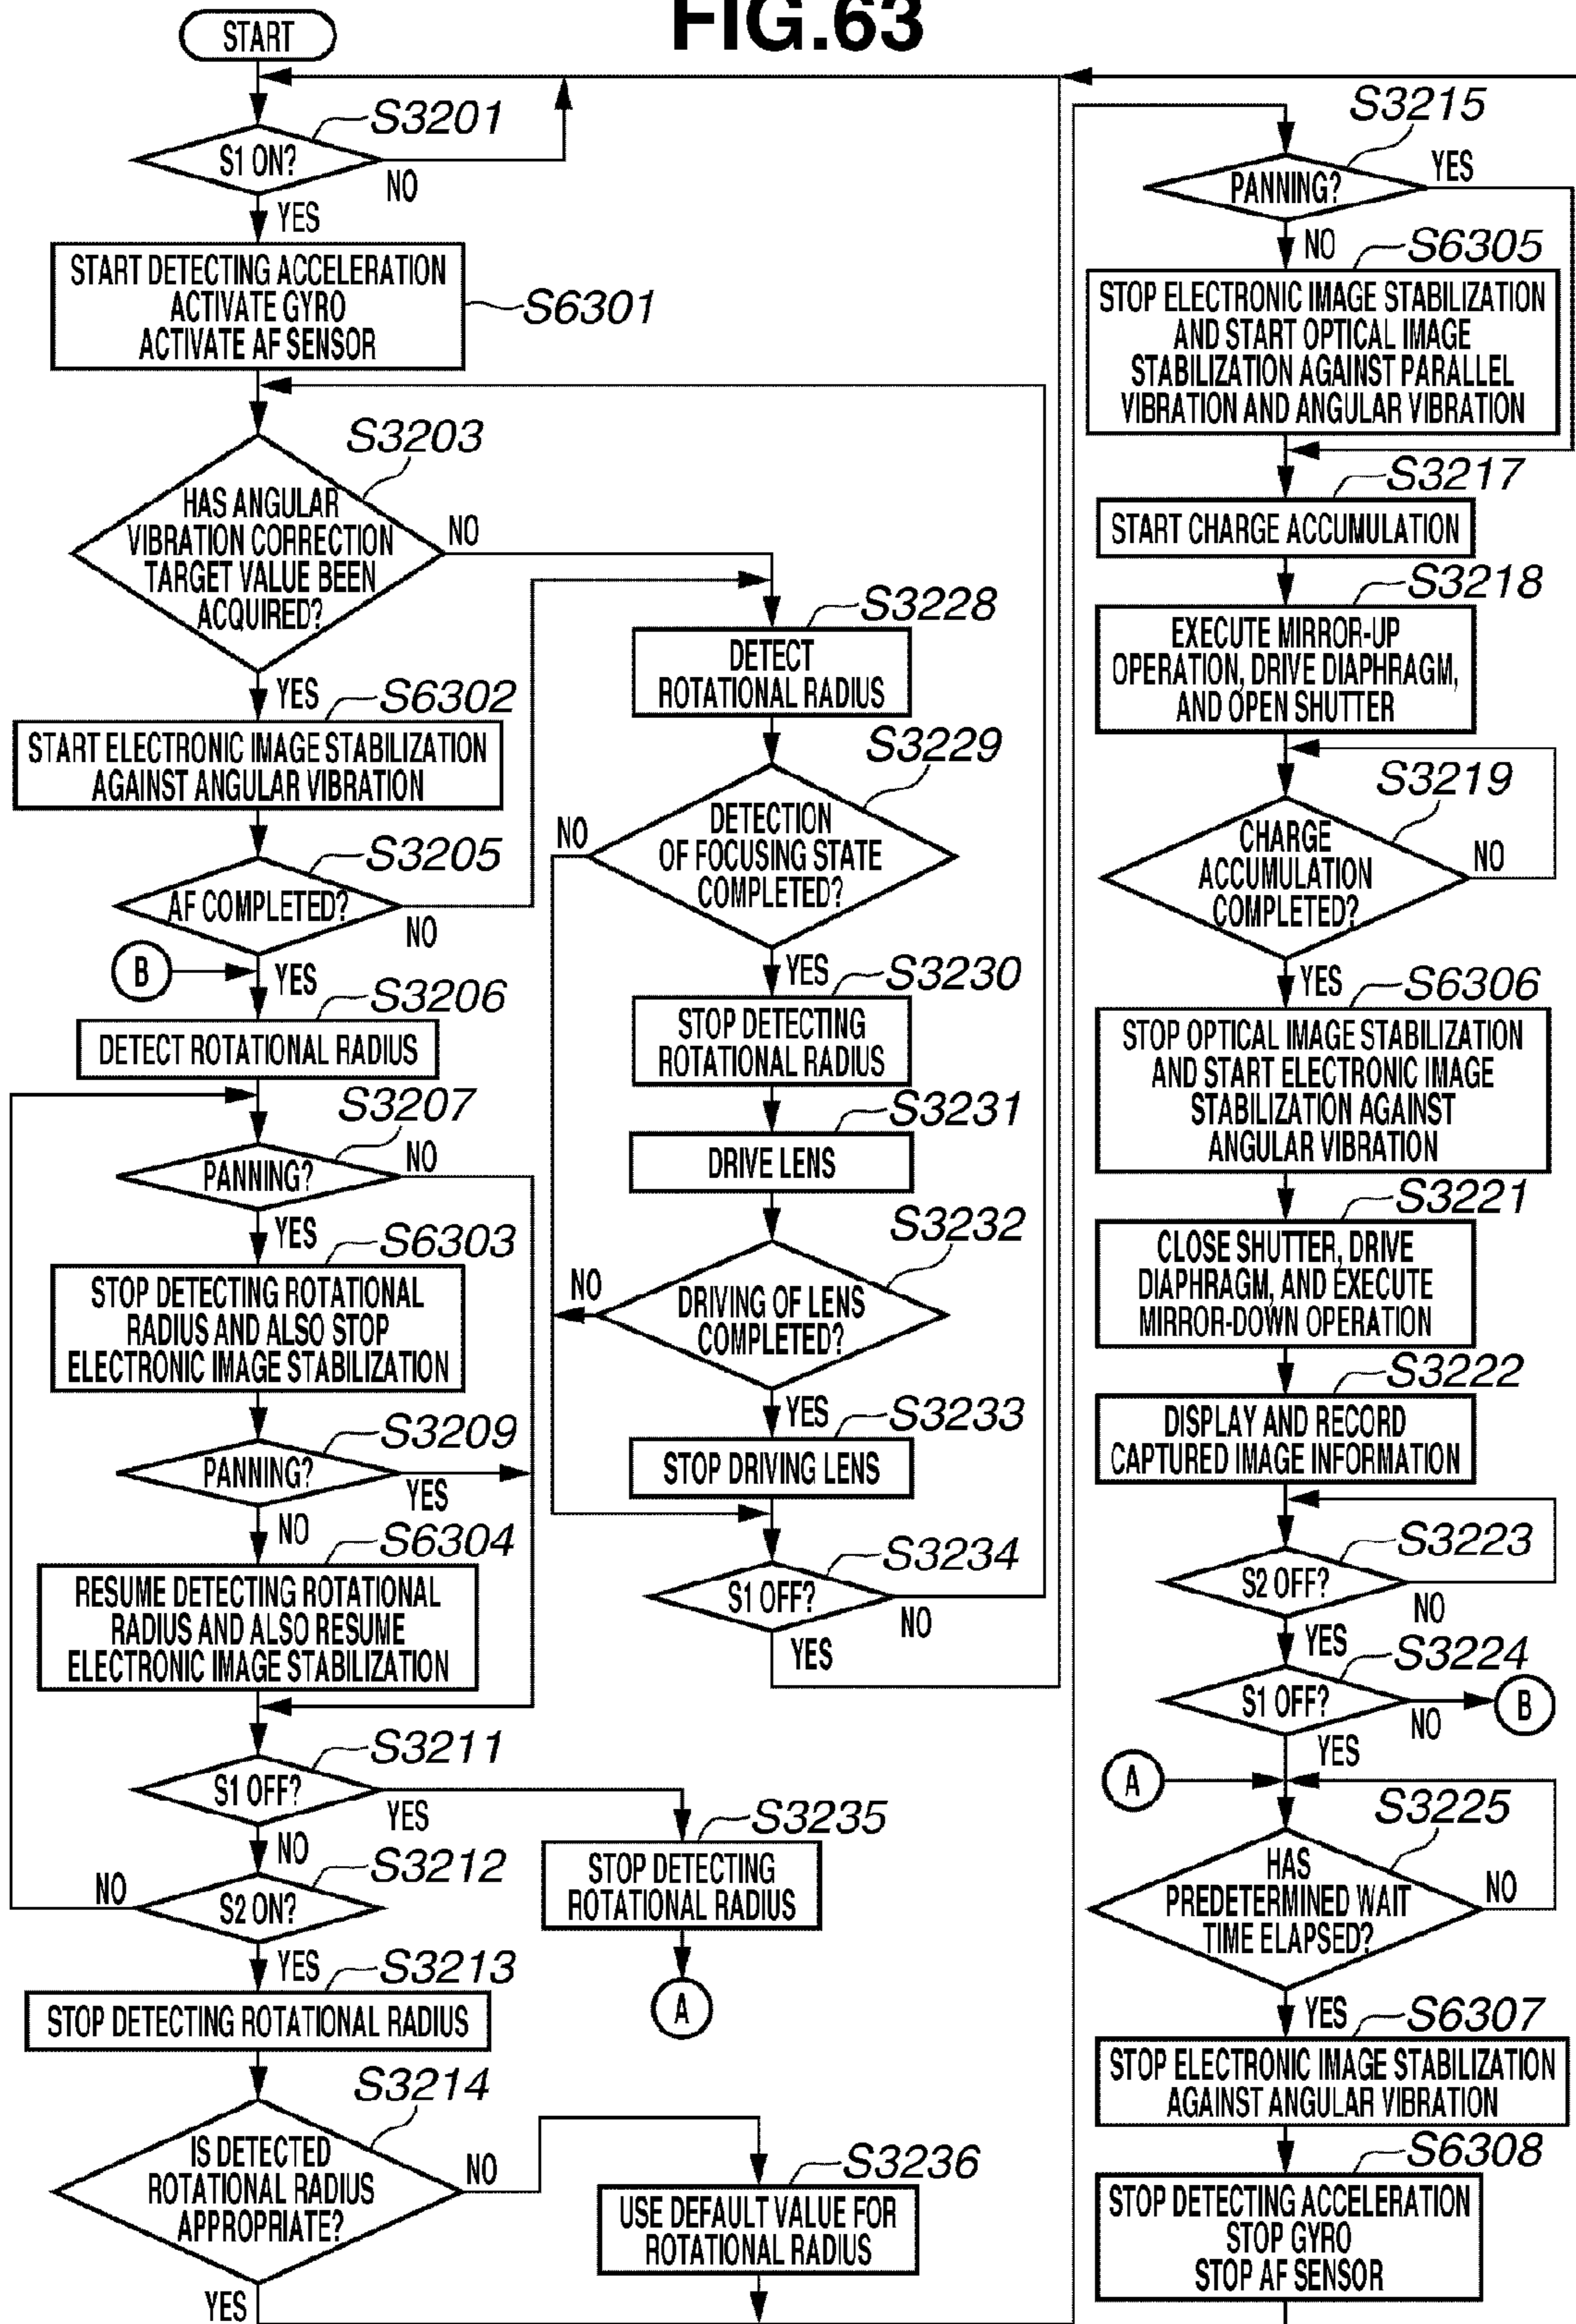 FIG.63
START
S3201
S1 ON?
NO
YES
START DETECTING ACCELERATION
ACTIVATE GYRO
ACTIVATE AF SENSOR
S6301
S3203
HAS ANGULAR
VIBRATION CORRECTION
TARGET VALUE BEEN
ACQUIRED?
NO
YES
S6302
START ELECTRONIC IMAGE STABILIZATION
AGAINST ANGULAR VIBRATION
S3205
AF COMPLETED?
NO
B
YES
S3206
DETECT ROTATIONAL RADIUS
S3207
PANNING?
NO
YES
S6303
STOP DETECTING ROTATIONAL
RADIUS AND ALSO STOP
ELECTRONIC IMAGE STABILIZATION
S3209
PANNING?
YES
NO
S6304
RESUME DETECTING ROTATIONAL
RADIUS AND ALSO RESUME
ELECTRONIC IMAGE STABILIZATION
S3211
S1 OFF?
YES
NO
S3212
NO
S2 ON?
YES
S3213
STOP DETECTING ROTATIONAL RADIUS
S3214
IS DETECTED
ROTATIONAL RADIUS
APPROPRIATE?
NO
YES
S3228
DETECT
ROTATIONAL RADIUS
S3229
NO
DETECTION
OF FOCUSING STATE
COMPLETED?
YES
S3230
STOP DETECTING
ROTATIONAL RADIUS
S3231
DRIVE LENS
S3232
NO
DRIVING OF LENS
COMPLETED?
YES
S3233
STOP DRIVING LENS
S3234
S1 OFF?
NO
YES
S3235
STOP DETECTING
ROTATIONAL RADIUS
A
S3236
USE DEFAULT VALUE FOR
ROTATIONAL RADIUS
S3215
PANNING?
YES
NO
S6305
STOP ELECTRONIC IMAGE STABILIZATION
AND START OPTICAL IMAGE
STABILIZATION AGAINST PARALLEL
VIBRATION AND ANGULAR VIBRATION
S3217
START CHARGE ACCUMULATION
S3218
EXECUTE MIRROR-UP
OPERATION, DRIVE DIAPHRAGM,
AND OPEN SHUTTER
S3219
CHARGE
ACCUMULATION
COMPLETED?
NO
YES
S6306
STOP OPTICAL IMAGE STABILIZATION
AND START ELECTRONIC IMAGE
STABILIZATION AGAINST
ANGULAR VIBRATION
S3221
CLOSE SHUTTER, DRIVE
DIAPHRAGM, AND EXECUTE
MIRROR-DOWN OPERATION
S3222
DISPLAY AND RECORD
CAPTURED IMAGE INFORMATION
S3223
S2 OFF?
NO
YES
S3224
S1 OFF?
NO
B
YES
A
S3225
HAS
PREDETERMINED WAIT
TIME ELAPSED?
NO
YES
S6307
STOP ELECTRONIC IMAGE STABILIZATION
AGAINST ANGULAR VIBRATION
S6308
STOP DETECTING ACCELERATION
STOP GYRO
STOP AF SENSOR